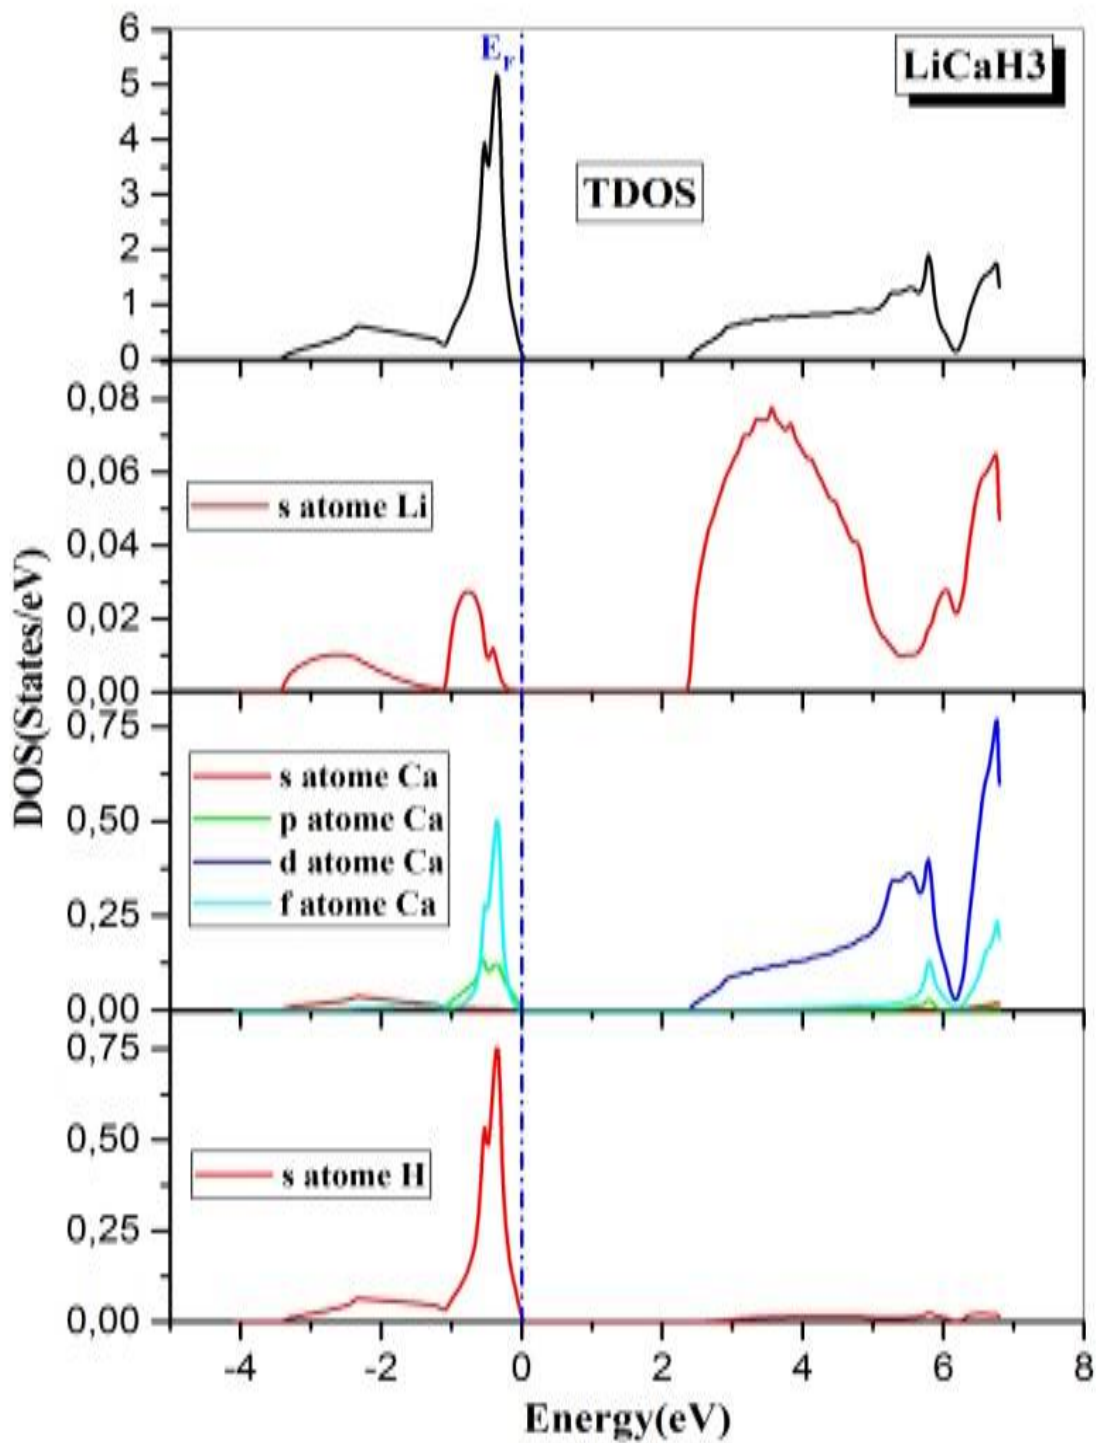 6
E_F
LiCaH3
5
4
TDOS
3
2
1
0
0,08
0,06
s atome Li
0,04
0,02
0,00
DOS(States/eV)
0,75
s atome Ca
p atome Ca
0,50
d atome Ca
f atome Ca
0,25
0,00
0,75
0,50
s atome H
0,25
0,00
-4 -2 0 2 4 6 8
Energy(eV)